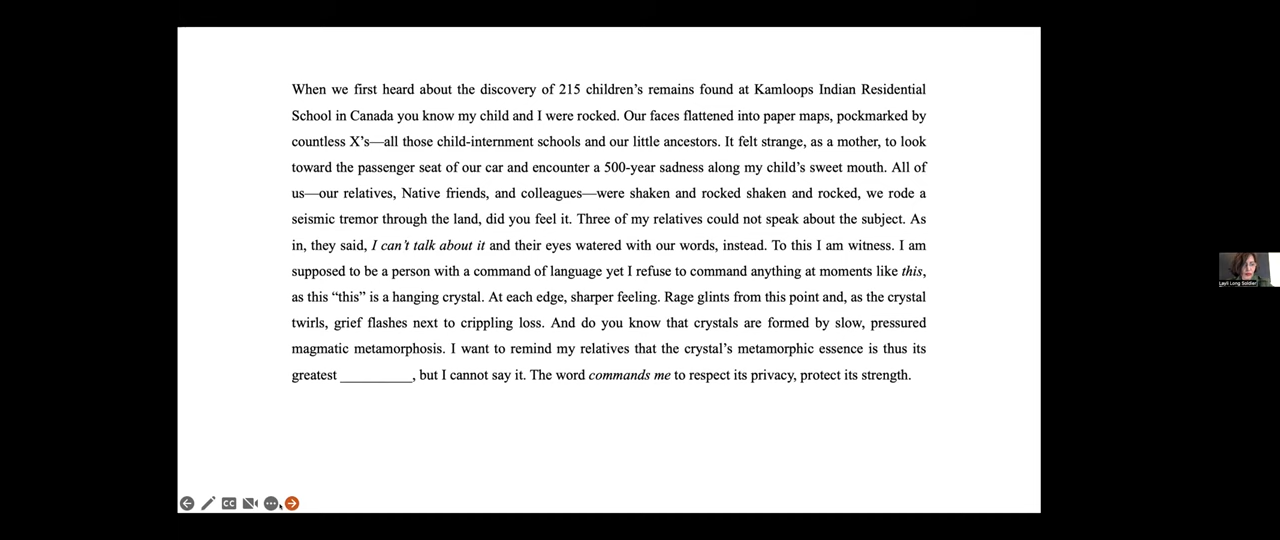 When we first heard about the discovery of 215 children’s remains found at Kamloops Indian Residential
School in Canada you know my child and I were rocked. Our faces flattened into paper maps, pockmarked by
countless X’s—all those child-internment schools and our little ancestors. It felt strange, as a mother, to look
toward the passenger seat of our car and encounter a 500-year sadness along my child’s sweet mouth. All of
us—our relatives, Native friends, and colleagues—were shaken and rocked shaken and rocked, we rode a
seismic tremor through the land, did you feel it. Three of my relatives could not speak about the subject. As
in, they said, I can’t talk about it and their eyes watered with our words, instead. To this I am witness. I am
supposed to be a person with a command of language yet I refuse to command anything at moments like this,
as this “this” is a hanging crystal. At each edge, sharper feeling. Rage glints from this point and, as the crystal
twirls, grief flashes next to crippling loss. And do you know that crystals are formed by slow, pressured
magmatic metamorphosis. I want to remind my relatives that the crystal’s metamorphic essence is thus its
greatest __________, but I cannot say it. The word commands me to respect its privacy, protect its strength.
CC
Layli Long Soldier